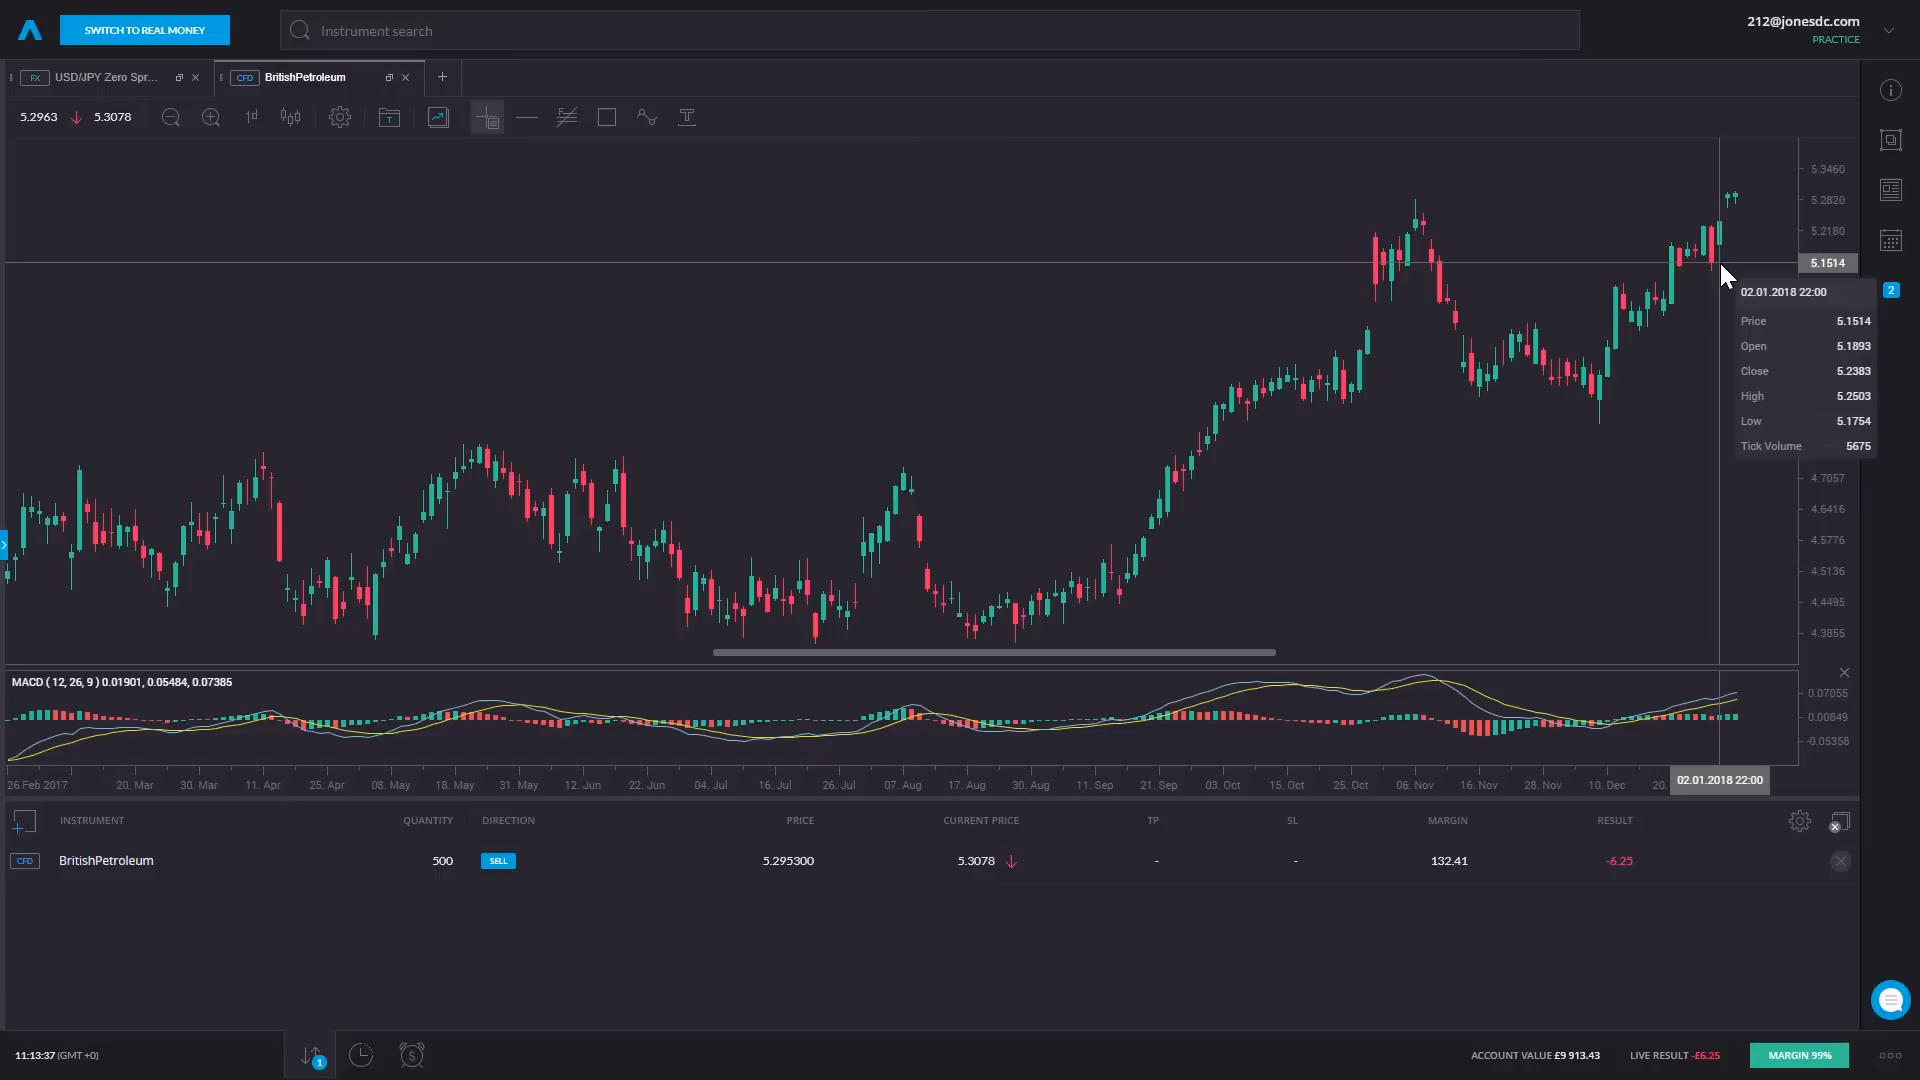 SWITCH TO REAL MONEY
Instrument search
212@jonesdc.com
PRACTICE
FX USD/JPY Zero Spr...
CFD BritishPetroleum
5.2963 5.3078
T
T
5.3460
5.2820
5.2180
5.1514
02.01.2018 22:00
2
Price 5.1514
Open 5.1893
Close 5.2383
High 5.2503
Low 5.1754
Tick Volume 5675
4.7057
4.6416
4.5776
4.5136
4.4495
4.3855
MACD ( 12, 26, 9 ) 0.01901, 0.05484, 0.07385
0.07055
0.00849
-0.05358
26 Feb 2017 20. Mar 30. Mar 11. Apr 25. Apr 08. May 18. May 31. May 12. Jun 22. Jun 04. Jul 16. Jul 26. Jul 07. Aug 17. Aug 30. Aug 11. Sep 21. Sep 03. Oct 15. Oct 25. Oct 06. Nov 16. Nov 28. Nov 10. Dec 20. 02.01.2018 22:00
INSTRUMENT QUANTITY DIRECTION PRICE CURRENT PRICE TP SL MARGIN RESULT
CFD BritishPetroleum 500 SELL 5.295300 5.3078 - - 132.41 -6.25
11:13:37 (GMT +0) 1 ACCOUNT VALUE £9 913.43 LIVE RESULT -£6.25 MARGIN 99%